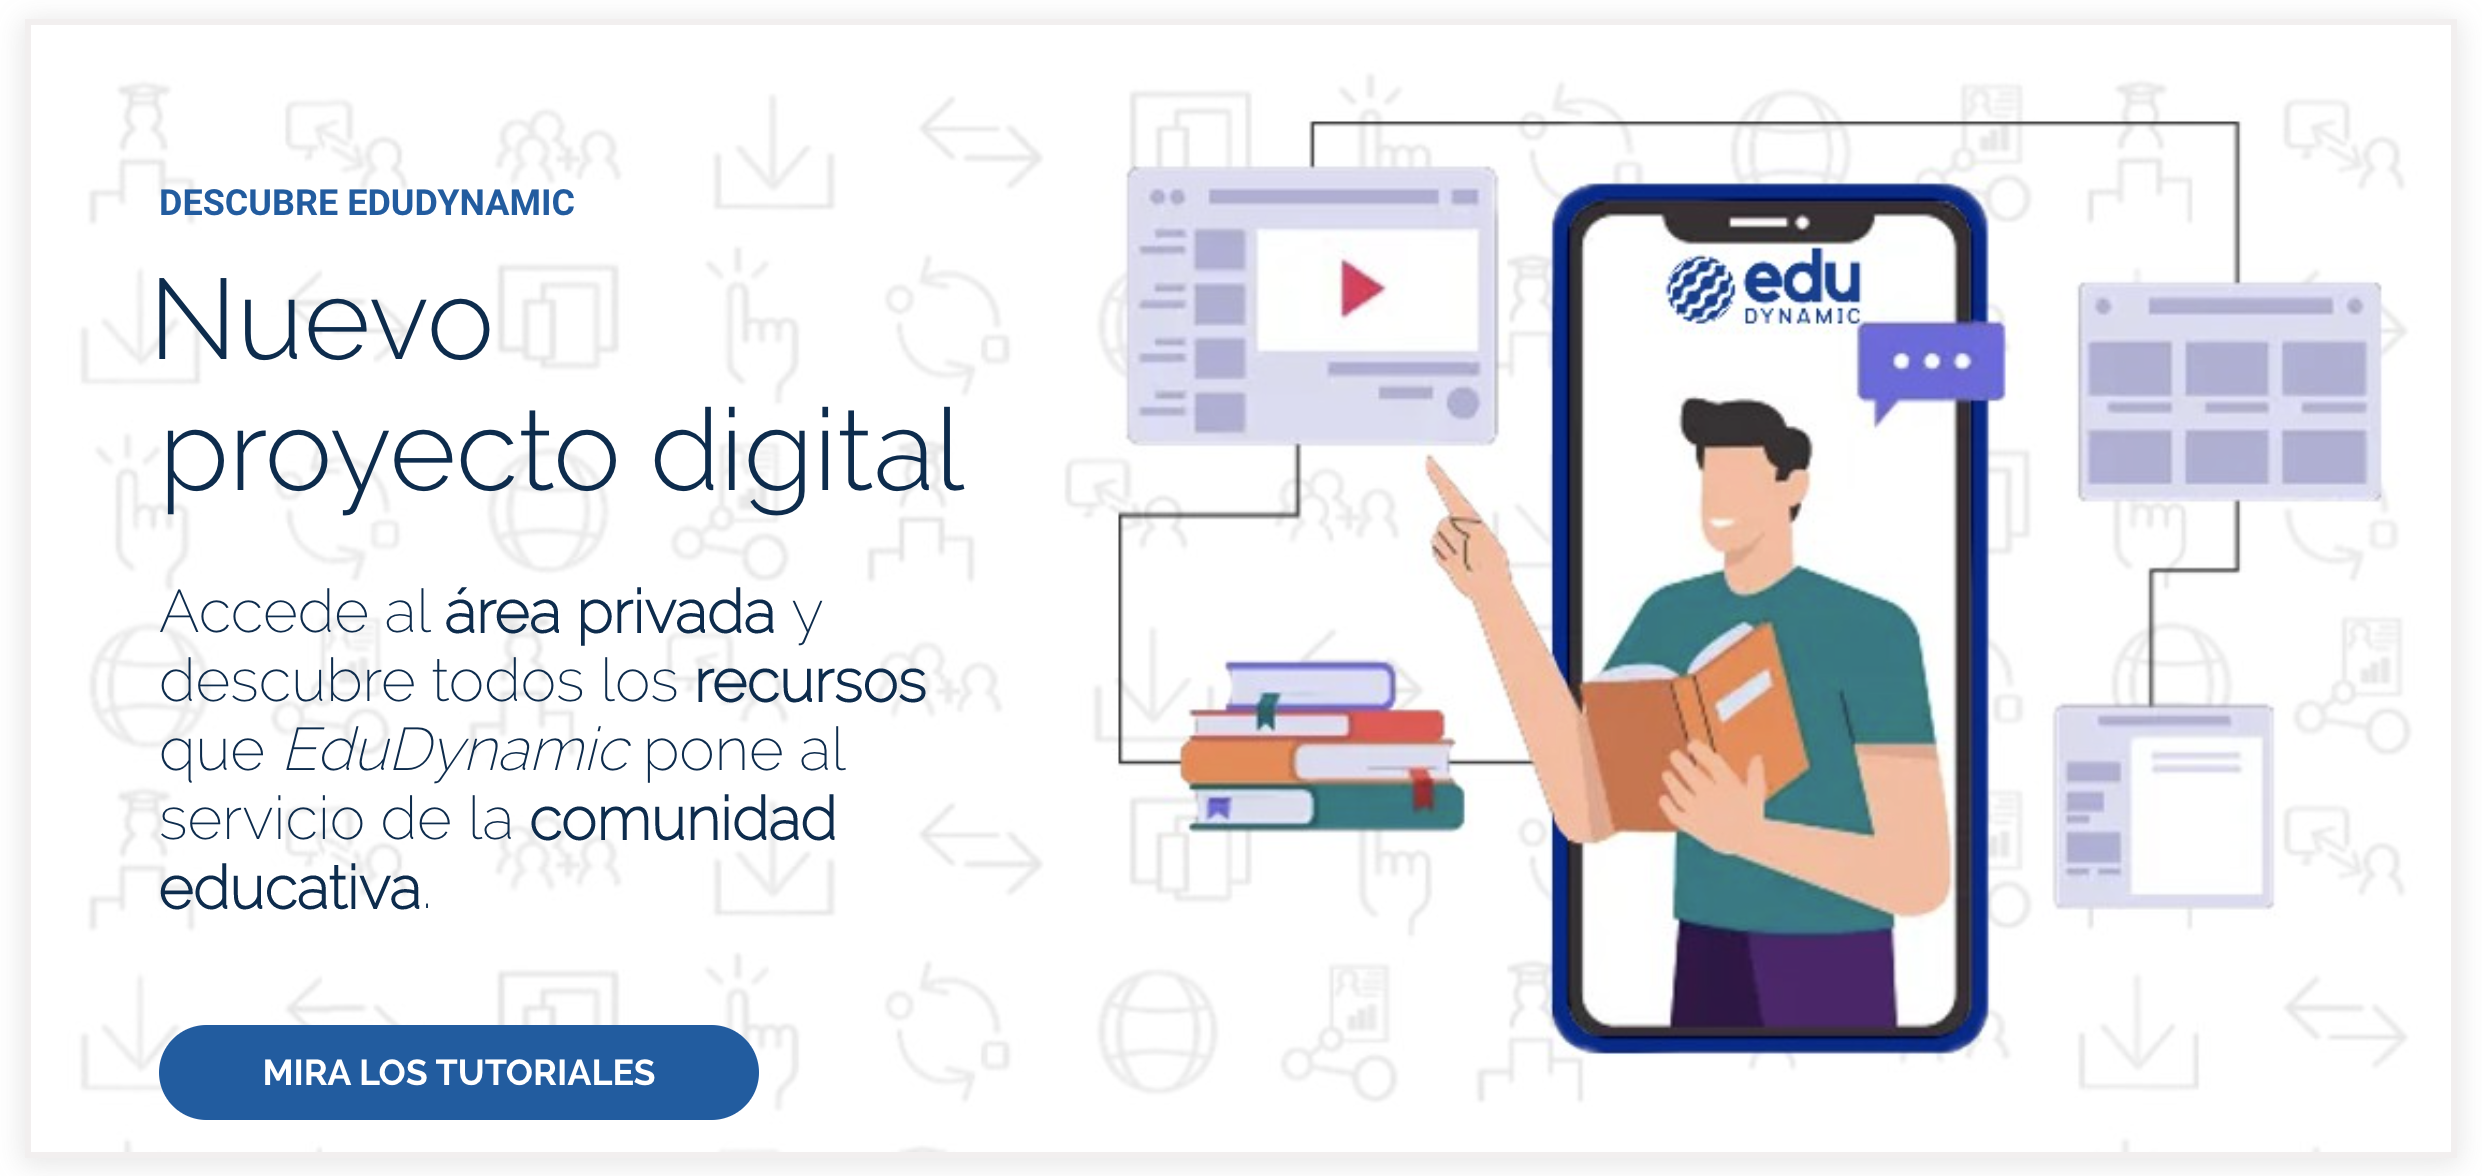 DESCUBRE EDUDYNAMIC
Nuevo
proyecto digital
Accede al área privada y
descubre todos los recursos
que EduDynamic pone al
servicio de la comunidad
educativa.
MIRA LOS TUTORIALES
edu
DYNAMIC